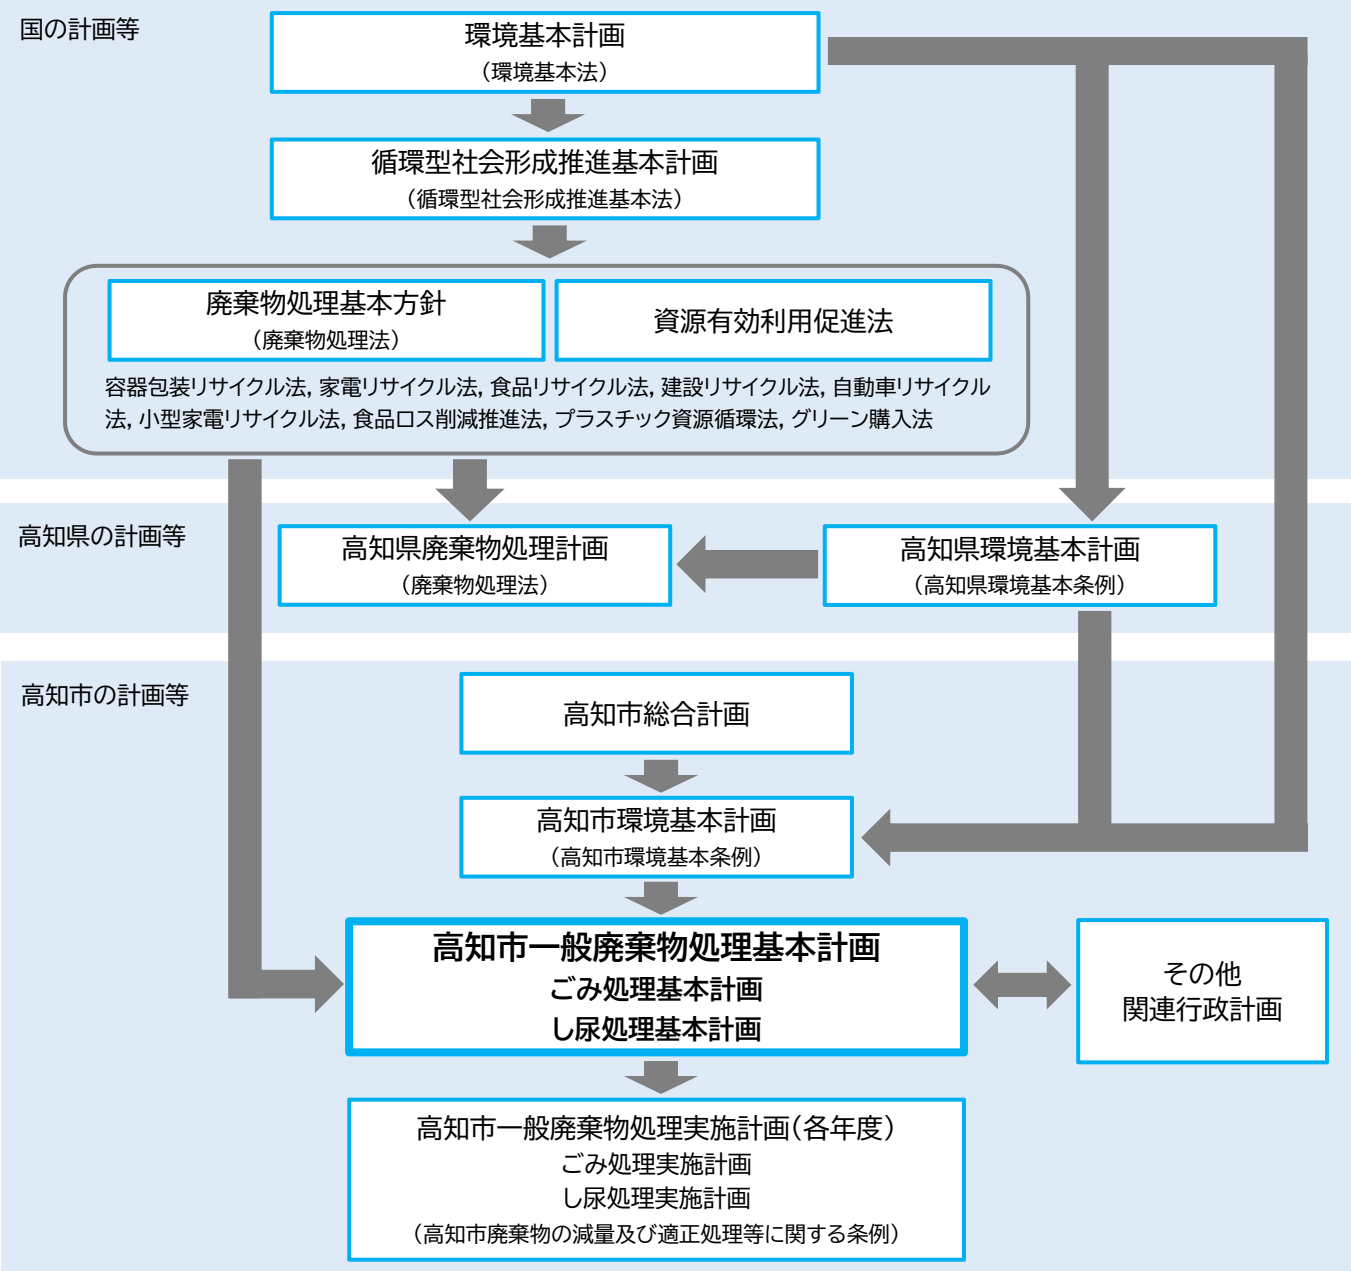 国の計画等
環境基本計画
（環境基本法）
循環型社会形成推進基本計画
（循環型社会形成推進基本法）
廃棄物処理基本方針
（廃棄物処理法）
資源有効利用促進法
容器包装リサイクル法, 家電リサイクル法, 食品リサイクル法, 建設リサイクル法, 自動車リサイクル
法, 小型家電リサイクル法, 食品ロス削減推進法, プラスチック資源循環法, グリーン購入法
高知県の計画等
高知県廃棄物処理計画
（廃棄物処理法）
高知県環境基本計画
（高知県環境基本条例）
高知市の計画等
高知市総合計画
高知市環境基本計画
（高知市環境基本条例）
高知市一般廃棄物処理基本計画
ごみ処理基本計画
し尿処理基本計画
その他
関連行政計画
高知市一般廃棄物処理実施計画（各年度）
ごみ処理実施計画
し尿処理実施計画
（高知市廃棄物の減量及び適正処理等に関する条例）